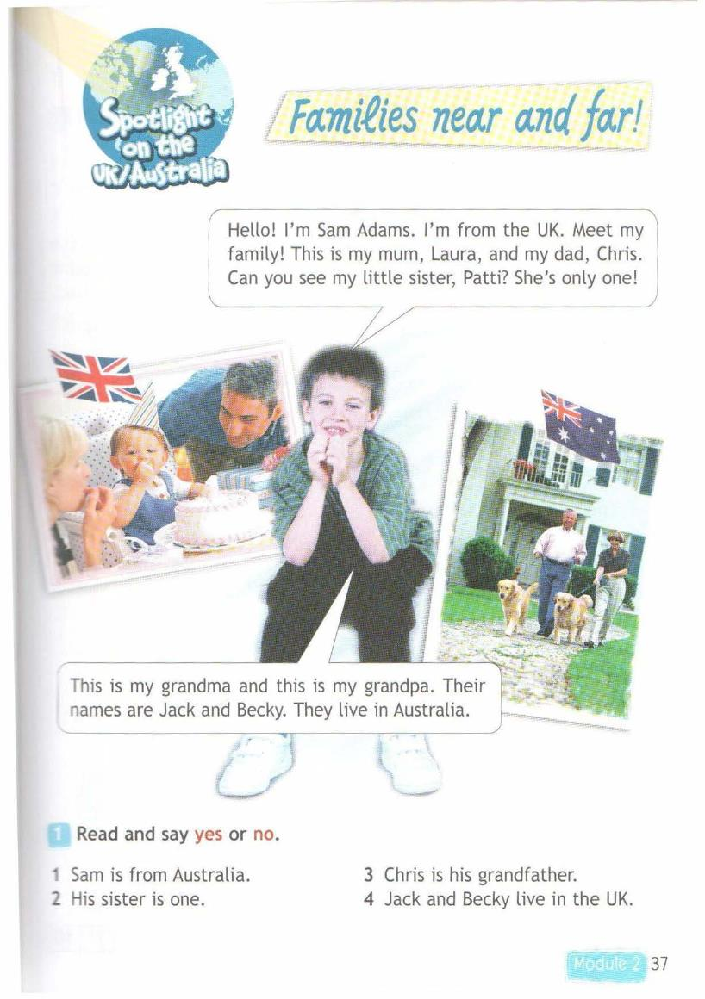 Spotlight
on the
UK/Australia
Families near and far!
Hello! I'm Sam Adams. I'm from the UK. Meet my
family! This is my mum, Laura, and my dad, Chris.
Can you see my little sister, Patti? She's only one!
This is my grandma and this is my grandpa. Their
names are Jack and Becky. They live in Australia.
1 Read and say yes or no.
1 Sam is from Australia.
2 His sister is one.
3 Chris is his grandfather.
4 Jack and Becky live in the UK.
Module 2 37